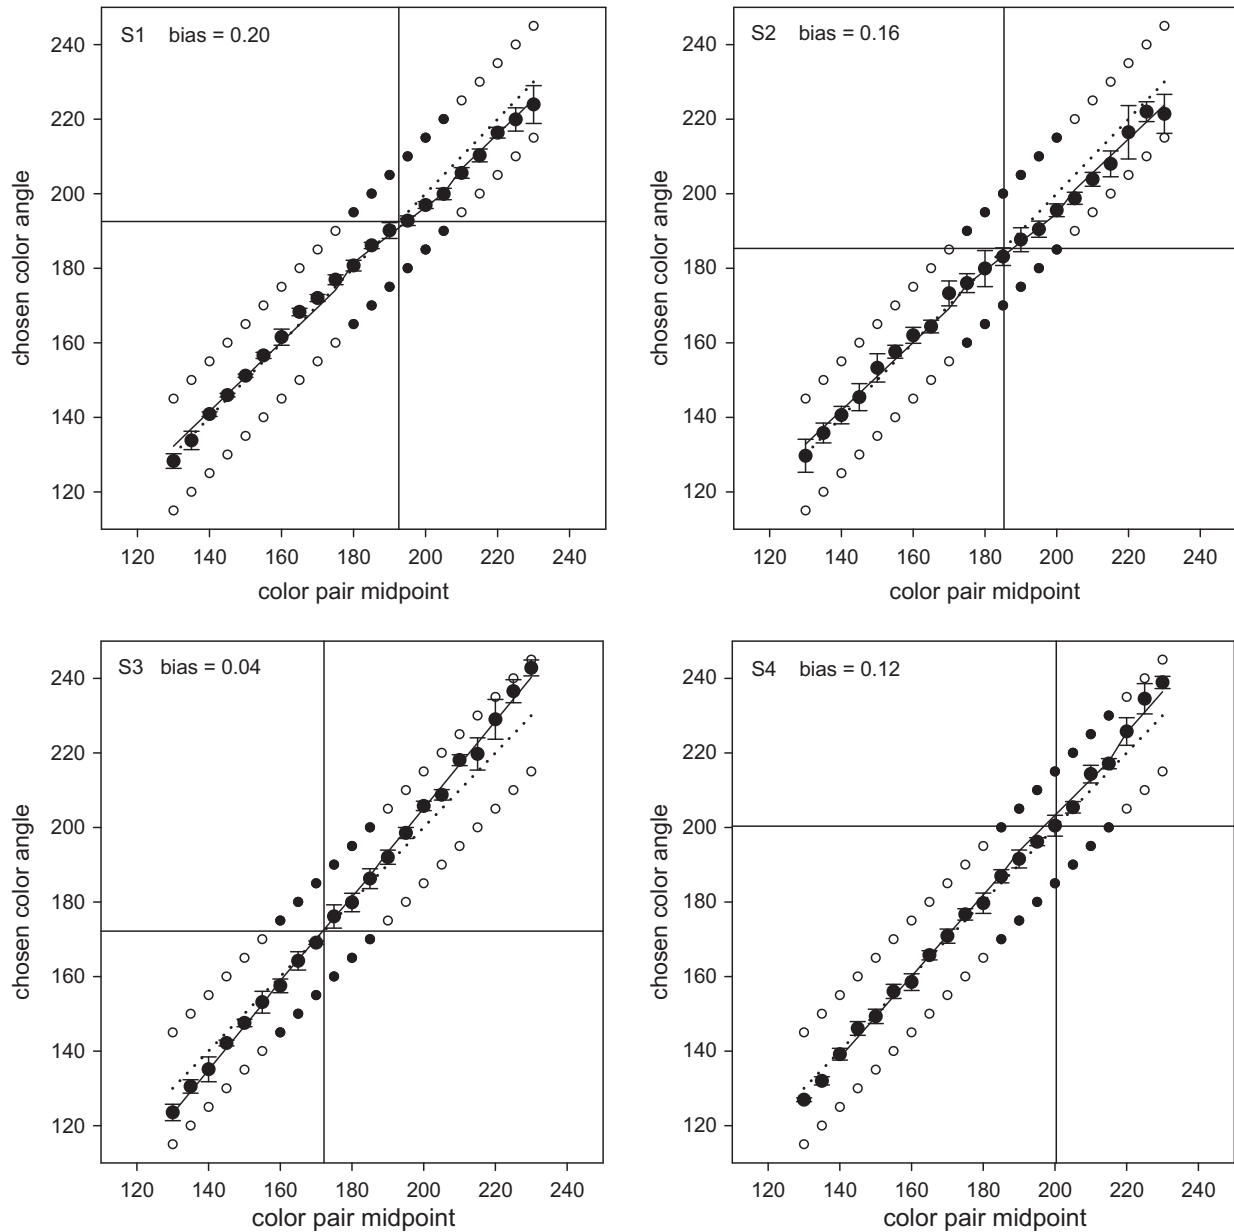 S1 bias = 0.20
240
220
200
180
160
140
120
chosen color angle
120 140 160 180 200 220 240
color pair midpoint
S2 bias = 0.16
240
220
200
180
160
140
120
chosen color angle
120 140 160 180 200 220 240
color pair midpoint
S3 bias = 0.04
240
220
200
180
160
140
120
chosen color angle
120 140 160 180 200 220 240
color pair midpoint
S4 bias = 0.12
240
220
200
180
160
140
120
chosen color angle
120 140 160 180 200 220 240
color pair midpoint